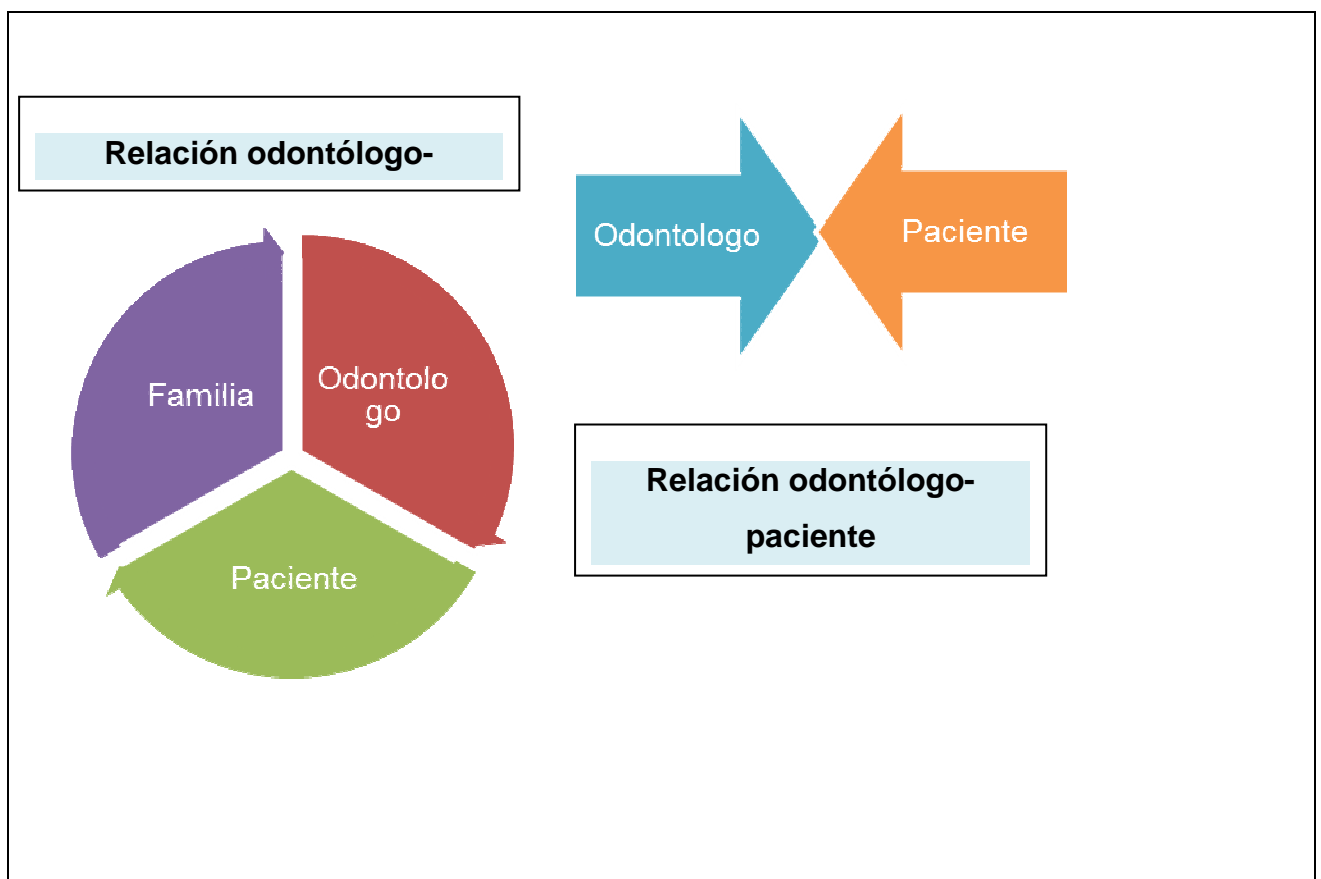 Relación odontólogo-
Familia
Odontolo
go
Paciente
Odontologo
Paciente
Relación odontólogo-
paciente